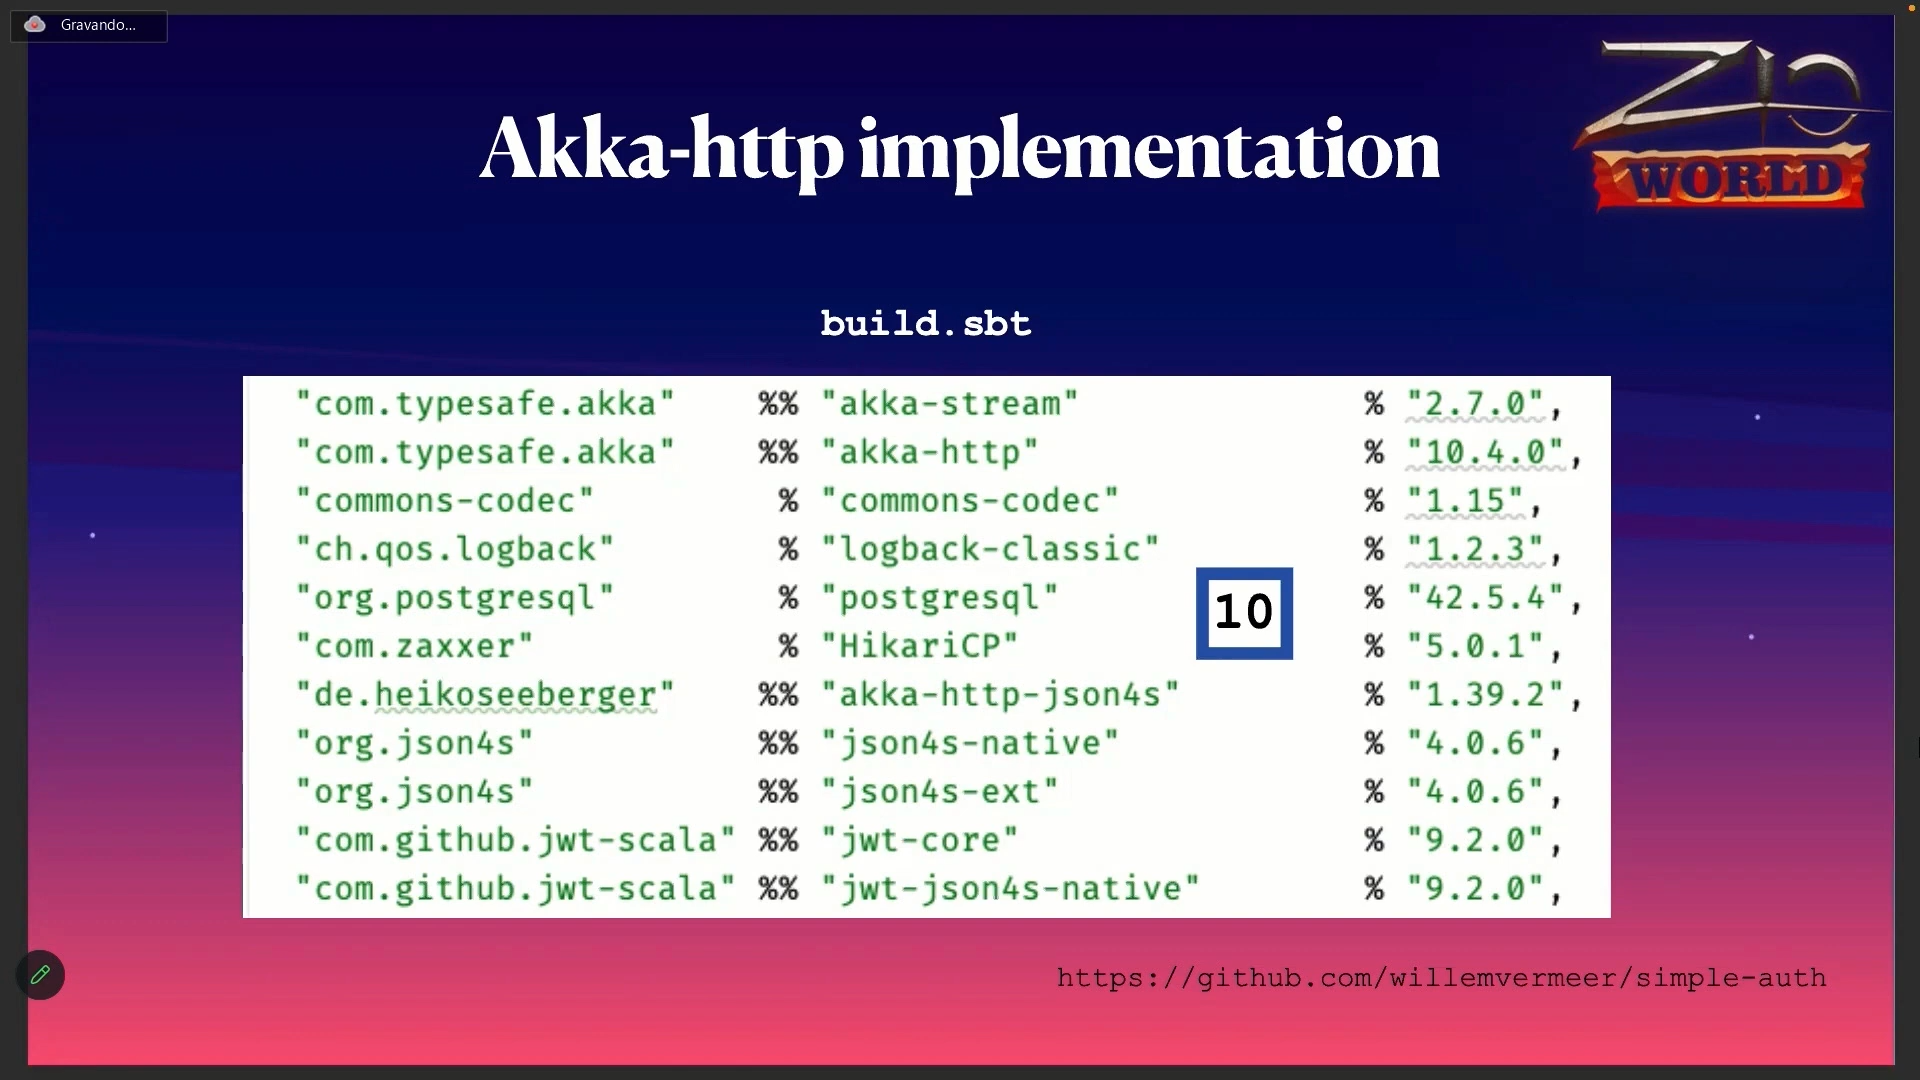 Gravando...
ZIO
WORLD
Akka-http implementation
build.sbt
"com.typesafe.akka" %% "akka-stream" % "2.7.0",
"com.typesafe.akka" %% "akka-http" % "10.4.0",
"commons-codec" % "commons-codec" % "1.15",
"ch.qos.logback" % "logback-classic" % "1.2.3",
"org.postgresql" % "postgresql" % "42.5.4",
10
"com.zaxxer" % "HikariCP" % "5.0.1",
"de.heikoseeberger" %% "akka-http-json4s" % "1.39.2",
"org.json4s" %% "json4s-native" % "4.0.6",
"org.json4s" %% "json4s-ext" % "4.0.6",
"com.github.jwt-scala" %% "jwt-core" % "9.2.0",
"com.github.jwt-scala" %% "jwt-json4s-native" % "9.2.0",
https://github.com/willemvermeer/simple-auth